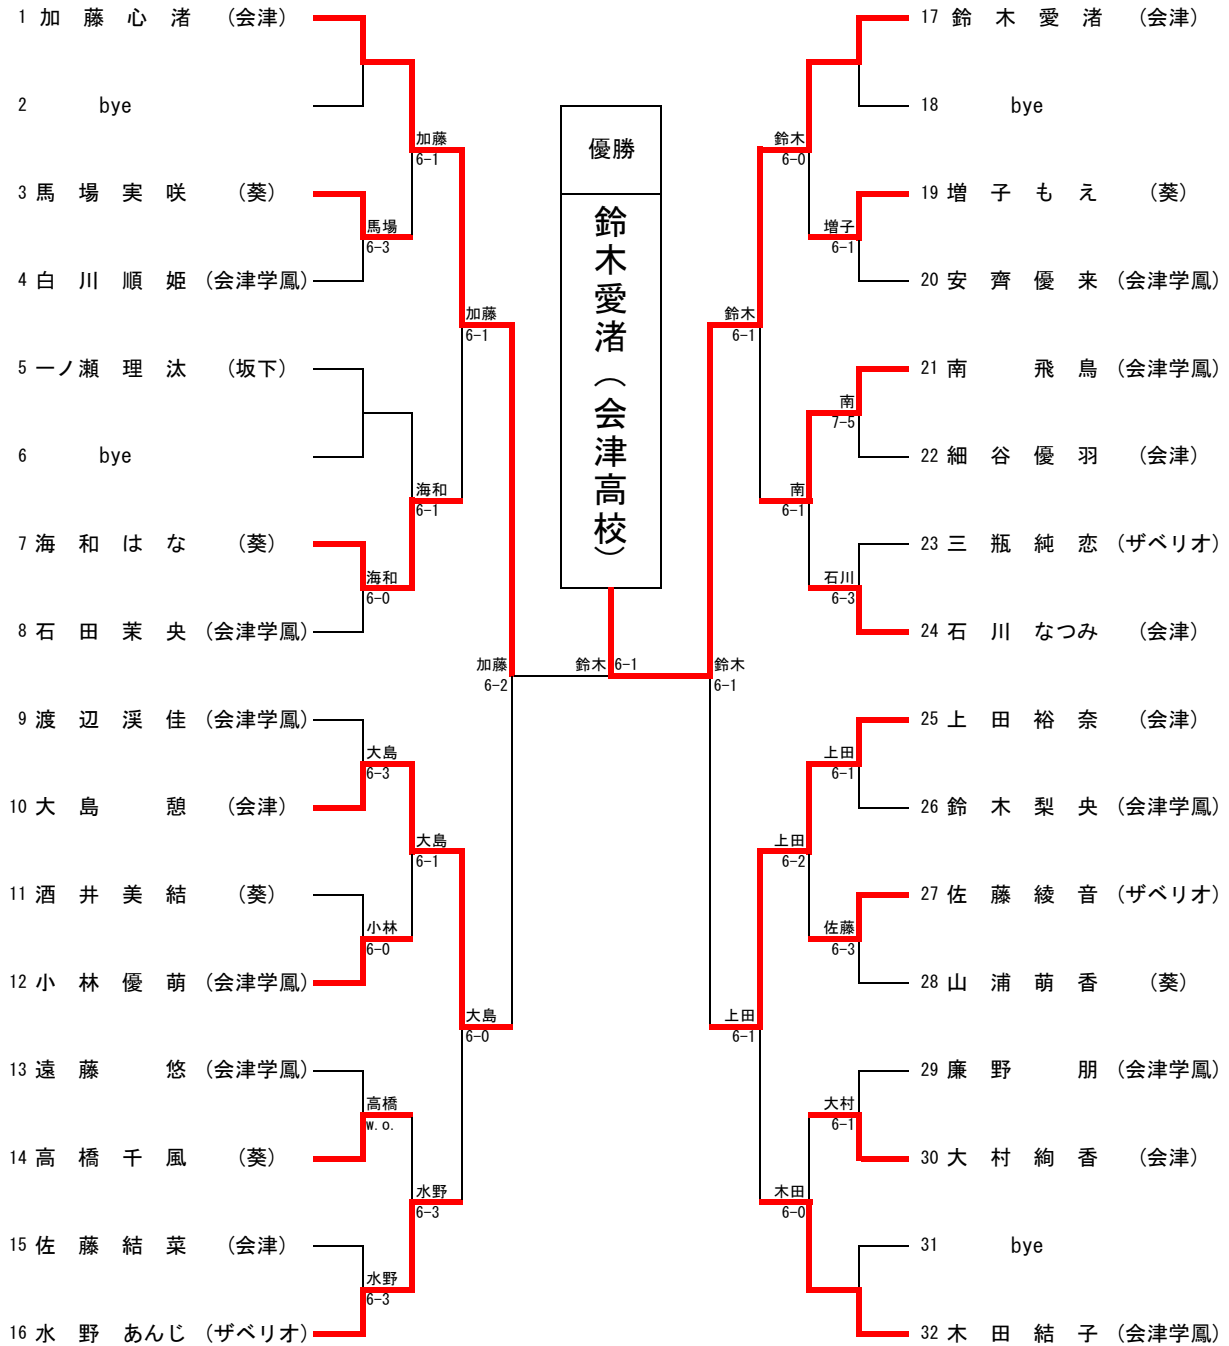 1 加藤心渚 (会津)
2 bye
3 馬場実咲 (葵)
4 白川順姫 (会津学鳳)
5 一ノ瀬理汰 (坂下)
6 bye
7 海和はな (葵)
8 石田茉央 (会津学鳳)
9 渡辺渓佳 (会津学鳳)
10 大島憩 (会津)
11 酒井美結 (葵)
12 小林優萌 (会津学鳳)
13 遠藤悠 (会津学鳳)
14 高橋千風 (葵)
15 佐藤結菜 (会津)
16 水野あんじ (ザベリオ)
馬場
6-3
海和
6-0
大島
6-3
小林
6-0
高橋
w.o.
水野
6-3
加藤
6-1
海和
6-1
大島
6-1
水野
6-3
加藤
6-1
大島
6-0
加藤
6-2
優勝
鈴木愛渚(会津高校)
鈴木 6-1
鈴木
6-1
鈴木
6-1
上田
6-1
鈴木
6-0
南
6-1
上田
6-2
木田
6-0
増子
6-1
南
7-5
石川
6-3
上田
6-1
佐藤
6-3
大村
6-1
17 鈴木愛渚 (会津)
18 bye
19 増子もえ (葵)
20 安齊優来 (会津学鳳)
21 南飛鳥 (会津学鳳)
22 細谷優羽 (会津)
23 三瓶純恋 (ザベリオ)
24 石川なつみ (会津)
25 上田裕奈 (会津)
26 鈴木梨央 (会津学鳳)
27 佐藤綾音 (ザベリオ)
28 山浦萌香 (葵)
29 廉野朋 (会津学鳳)
30 大村絢香 (会津)
31 bye
32 木田結子 (会津学鳳)